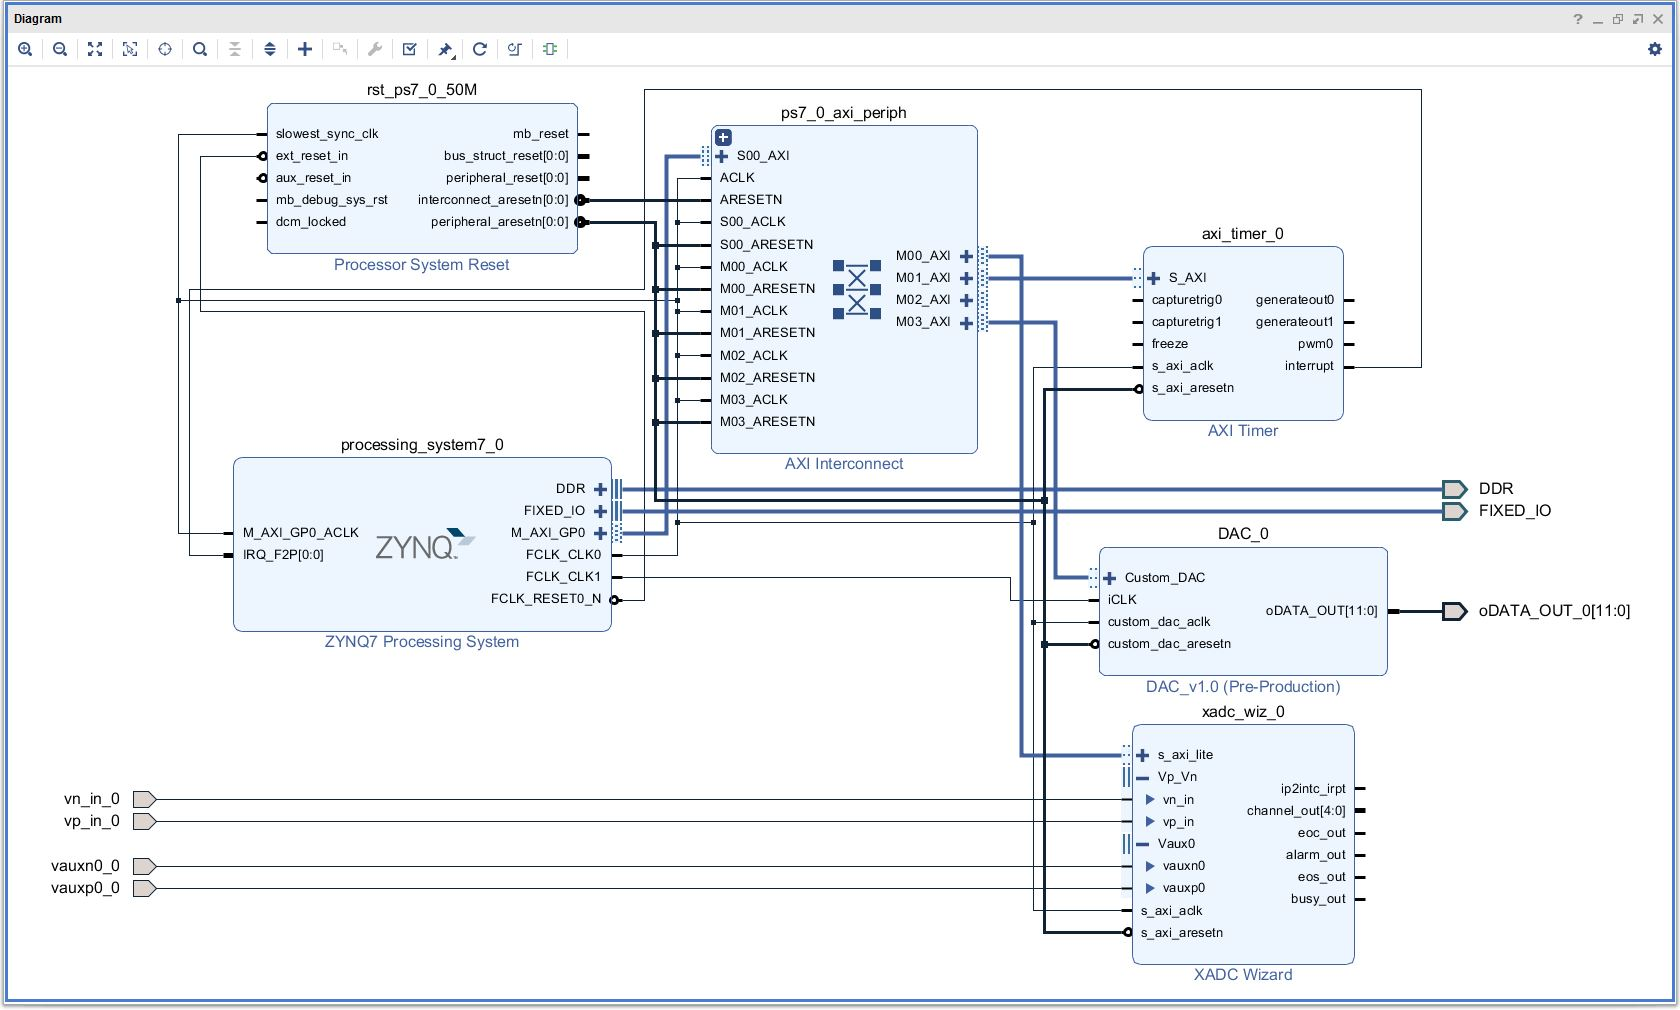 Diagram
rst_ps7_0_50M
slowest_sync_clk
ext_reset_in
aux_reset_in
mb_debug_sys_rst
dcm_locked
mb_reset
bus_struct_reset[0:0]
peripheral_reset[0:0]
interconnect_aresetn[0:0]
peripheral_aresetn[0:0]
Processor System Reset
ps7_0_axi_periph
S00_AXI
ACLK
ARESETN
S00_ACLK
S00_ARESETN
M00_ACLK
M00_ARESETN
M01_ACLK
M01_ARESETN
M02_ACLK
M02_ARESETN
M03_ACLK
M03_ARESETN
M00_AXI
M01_AXI
M02_AXI
M03_AXI
AXI Interconnect
axi_timer_0
S_AXI
capturetrig0
capturetrig1
freeze
s_axi_aclk
s_axi_aresetn
generateout0
generateout1
pwm0
interrupt
AXI Timer
processing_system7_0
M_AXI_GP0_ACLK
IRQ_F2P[0:0]
ZYNQ
DDR
FIXED_IO
M_AXI_GP0
FCLK_CLK0
FCLK_CLK1
FCLK_RESET0_N
ZYNQ7 Processing System
DDR
FIXED_IO
DAC_0
Custom_DAC
iCLK
custom_dac_aclk
custom_dac_aresetn
oDATA_OUT[11:0]
oDATA_OUT_0[11:0]
DAC_v1.0 (Pre-Production)
xadc_wiz_0
s_axi_lite
Vp_Vn
vn_in
vp_in
Vaux0
vauxn0
vauxp0
s_axi_aclk
s_axi_aresetn
ip2intc_irpt
channel_out[4:0]
eoc_out
alarm_out
eos_out
busy_out
XADC Wizard
vn_in_0
vp_in_0
vauxn0_0
vauxp0_0